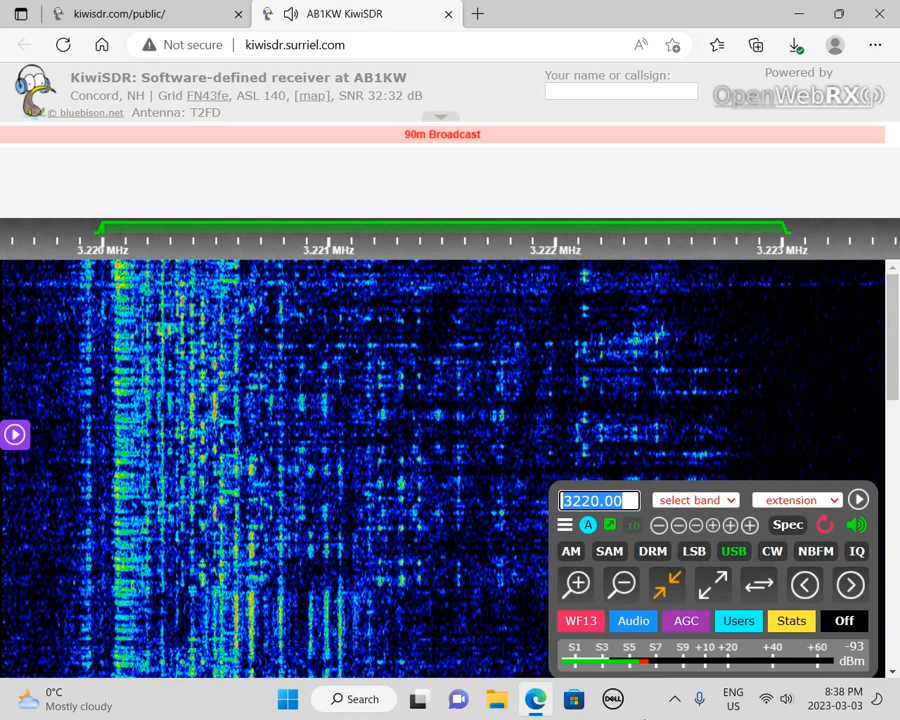 kiwisdr.com/public/
AB1KW KiwiSDR
Not secure
kiwisdr.surriel.com
KiwiSDR: Software-defined receiver at AB1KW
Concord, NH | Grid FN43fe, ASL 140, [map], SNR 32:32 dB
© bluebison.net Antenna: T2FD
Your name or callsign:
Powered by
OpenWebRX
90m Broadcast
3.220 MHz 3.221 MHz 3.222 MHz 3.223 MHz
3220.00 select band extension
A 10 Spec
AM SAM DRM LSB USB CW NBFM IQ
WF13 Audio AGC Users Stats Off
S1 S3 S5 S7 S9 +10 +20 +40 +60 -93
dBm
0°C
Mostly cloudy
Search
DELL
ENG
US
8:38 PM
2023-03-03